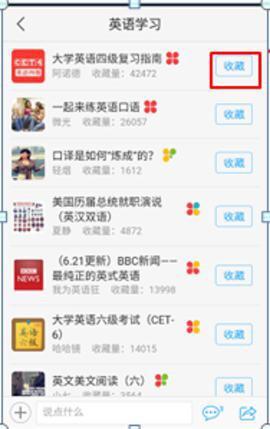 英语学习
CET4
大学英语四级复习指南
阿诺德 收藏量：42472
收藏
一起来练英语口语
微光 收藏量：26057
收藏
口译是如何“炼成”的？
轻烟 收藏量：1612
收藏
美国历届总统就职演说
（英汉双语）
夏静 收藏量：4872
收藏
BBC
NEWS
（6.21更新）BBC新闻——
最纯正的英式英语
我为英语狂 收藏量：13998
收藏
英语
六级
大学英语六级考试（CET-
6）
哈哈镜 收藏量：14015
收藏
英文美文阅读（六）
收藏量：3564
收藏
说点什么